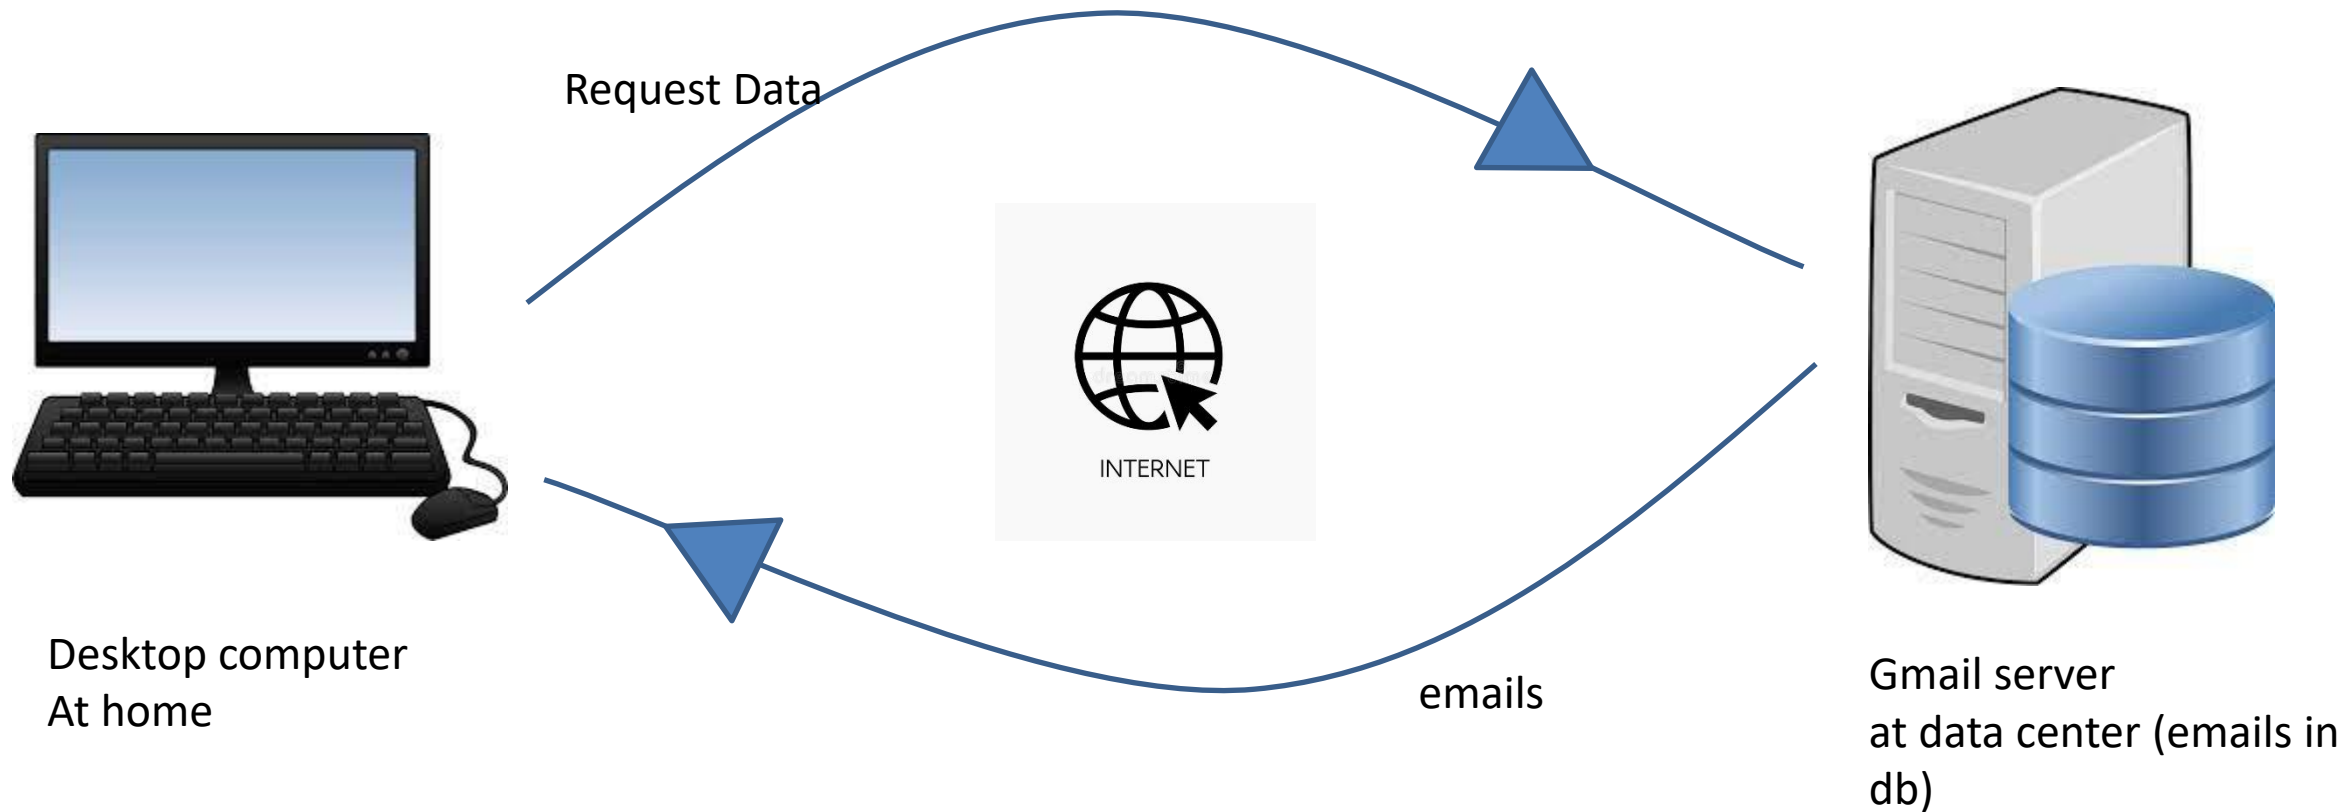 Request Data
INTERNET
Desktop computer
At home
emails
Gmail server
at data center (emails in
db)